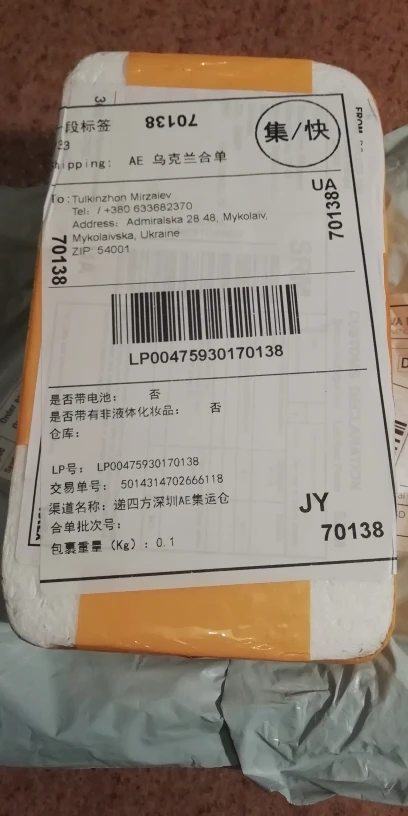 段标签
70138
集/快
hipping: AE 乌克兰合单
To: Tulkinzhon Mirzaiev
Tel: / +380 633682370
Address: Admiralska 28 48, Mykolaiv,
Mykolaivska, Ukraine
ZIP: 54001
UA
70138
70138
LP00475930170138
是否带电池： 否
是否带有非液体化妆品： 否
仓库：
LP号： LP00475930170138
交易单号： 5014314702666118
渠道名称：递四方深圳AE集运仓
合单批次号：
包裹重量（Kg）：0.1
JY
70138